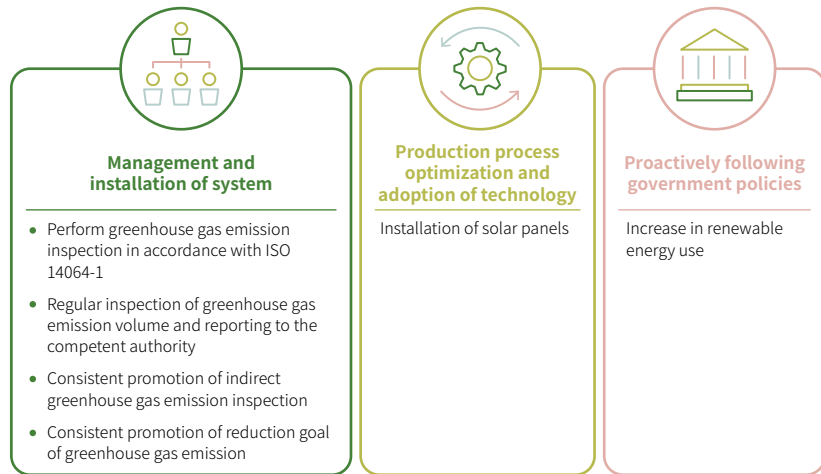 Management and
installation of system
• Perform greenhouse gas emission
inspection in accordance with ISO
14064-1
• Regular inspection of greenhouse gas
emission volume and reporting to the
competent authority
• Consistent promotion of indirect
greenhouse gas emission inspection
• Consistent promotion of reduction goal
of greenhouse gas emission
Production process
optimization and
adoption of technology
Installation of solar panels
Proactively following
government policies
Increase in renewable
energy use